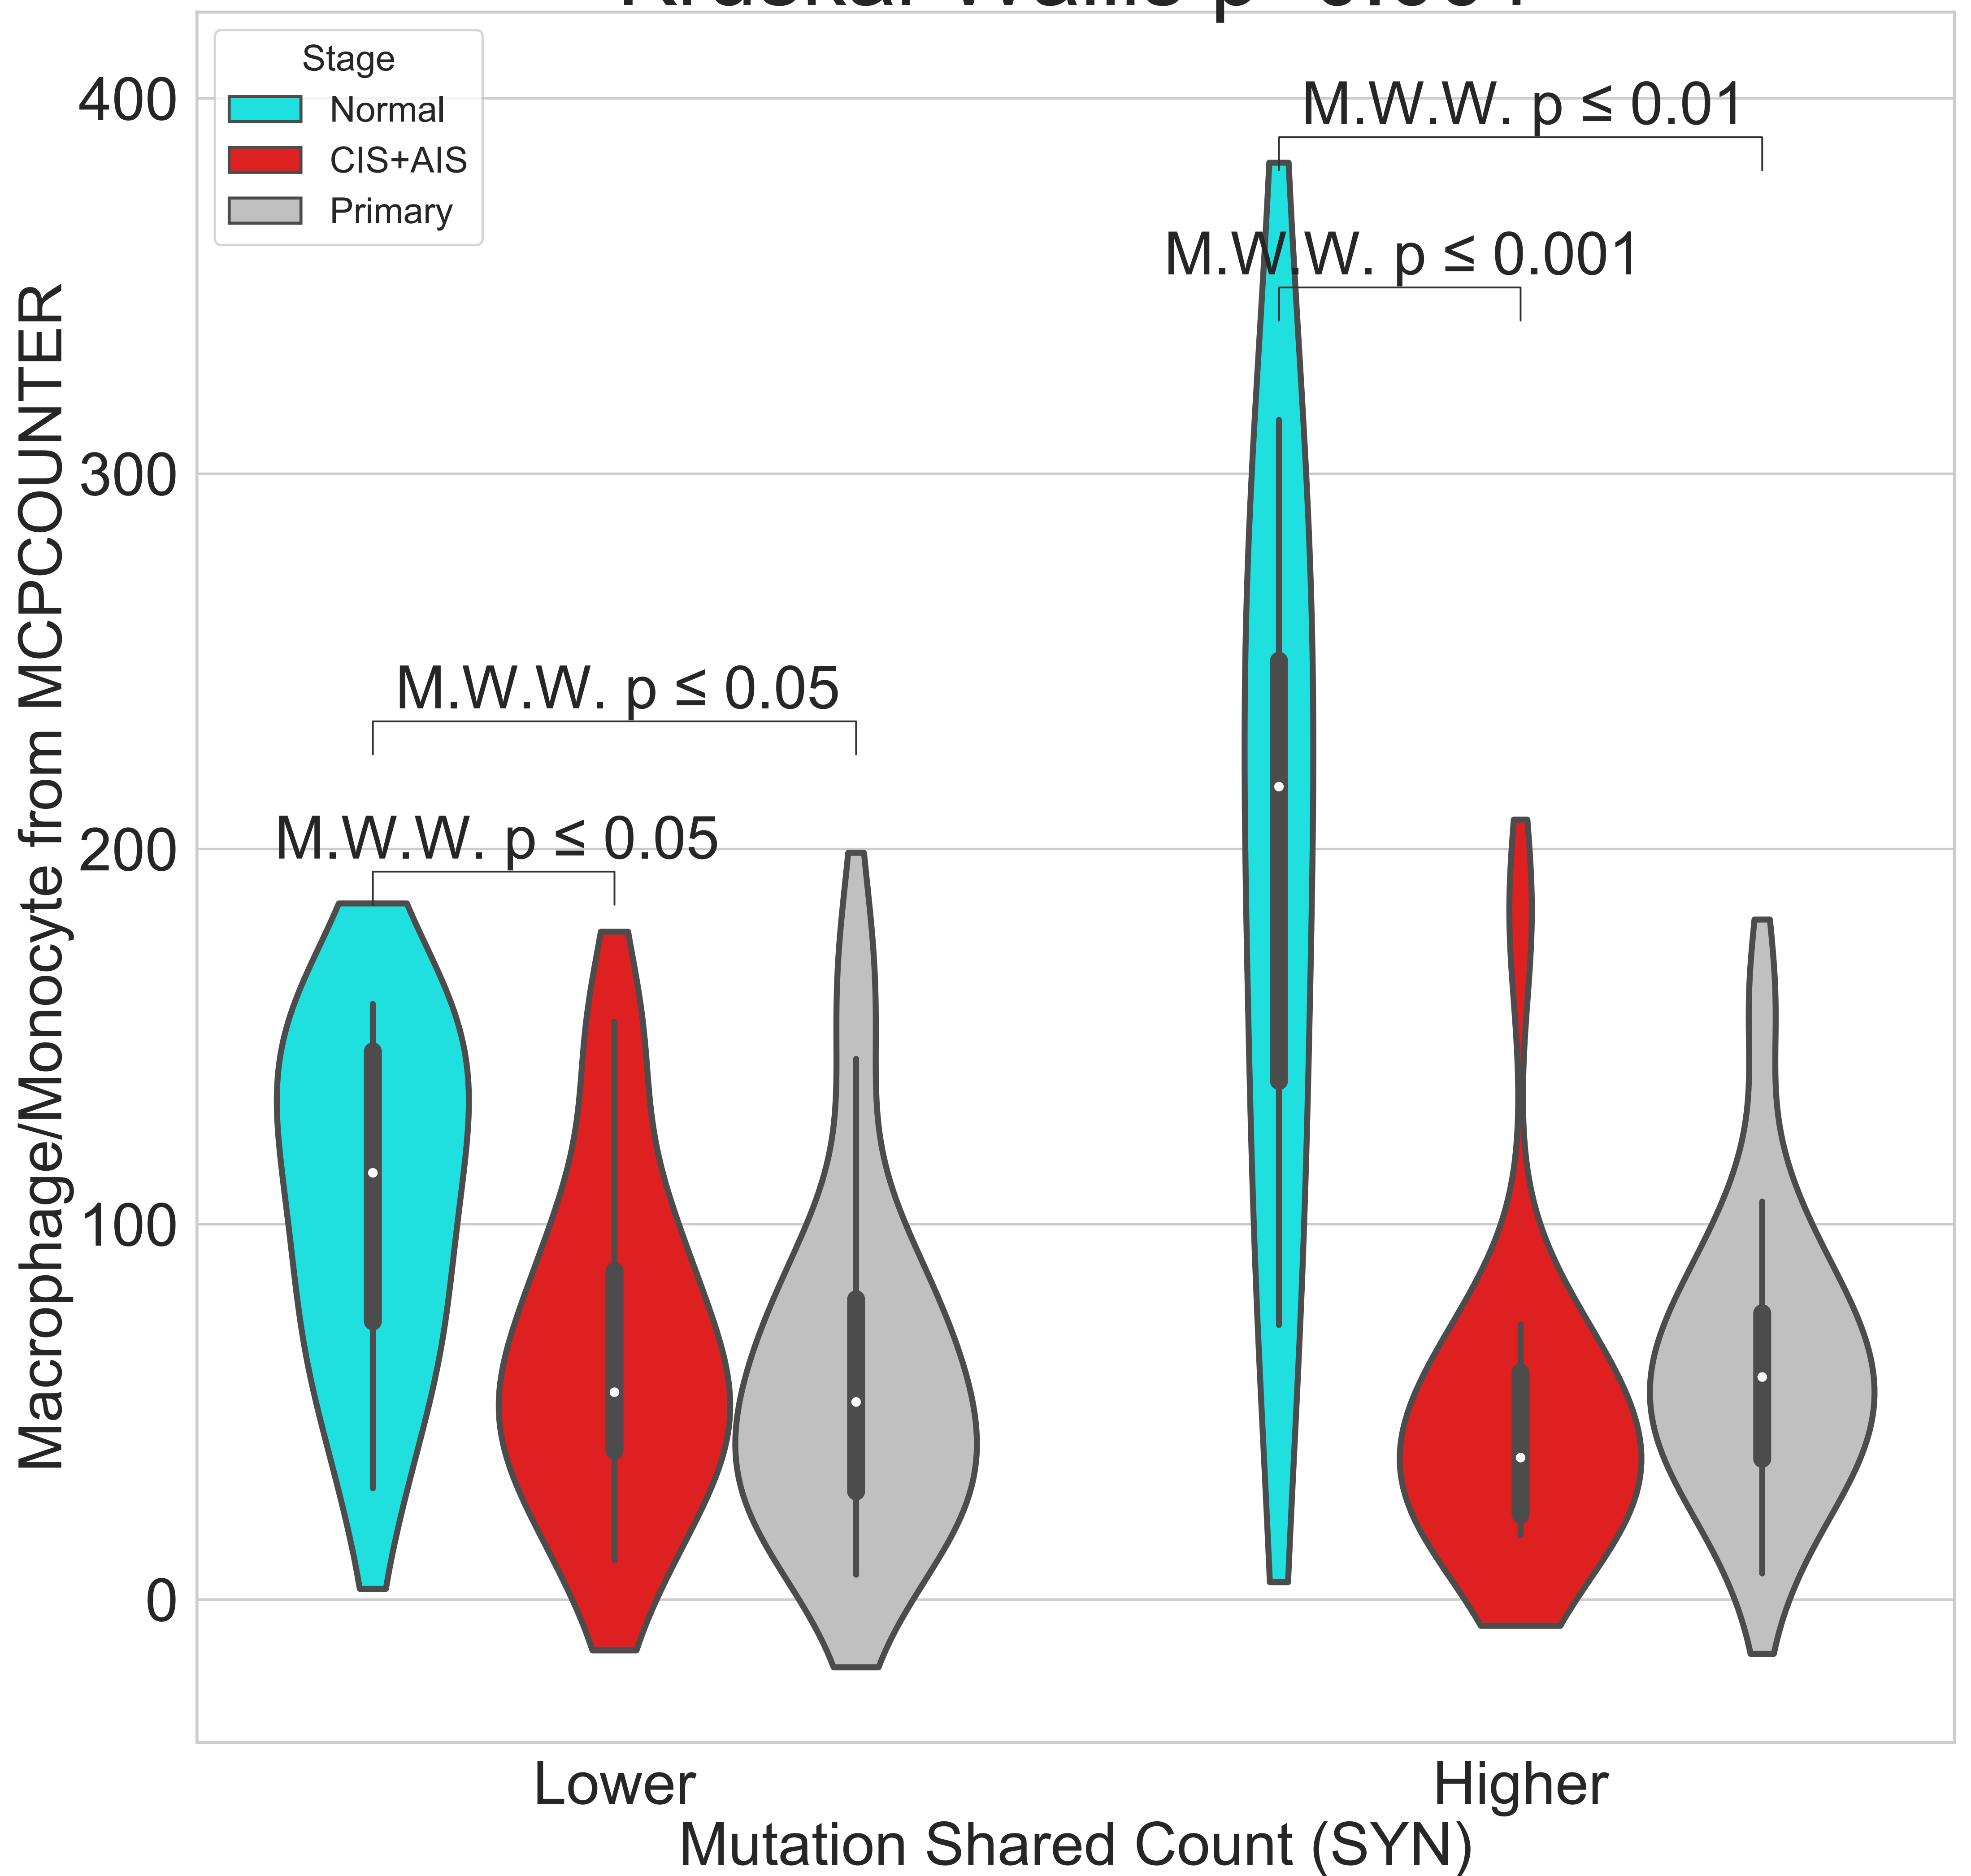 Stage
Normal
CIS+AIS
Primary
400
300
200
100
0
Macrophage/Monocyte from MCPCOUNTER
M.W.W. p ≤ 0.01
M.W.W. p ≤ 0.001
M.W.W. p ≤ 0.05
M.W.W. p ≤ 0.05
Lower
Higher
Mutation Shared Count (SYN)